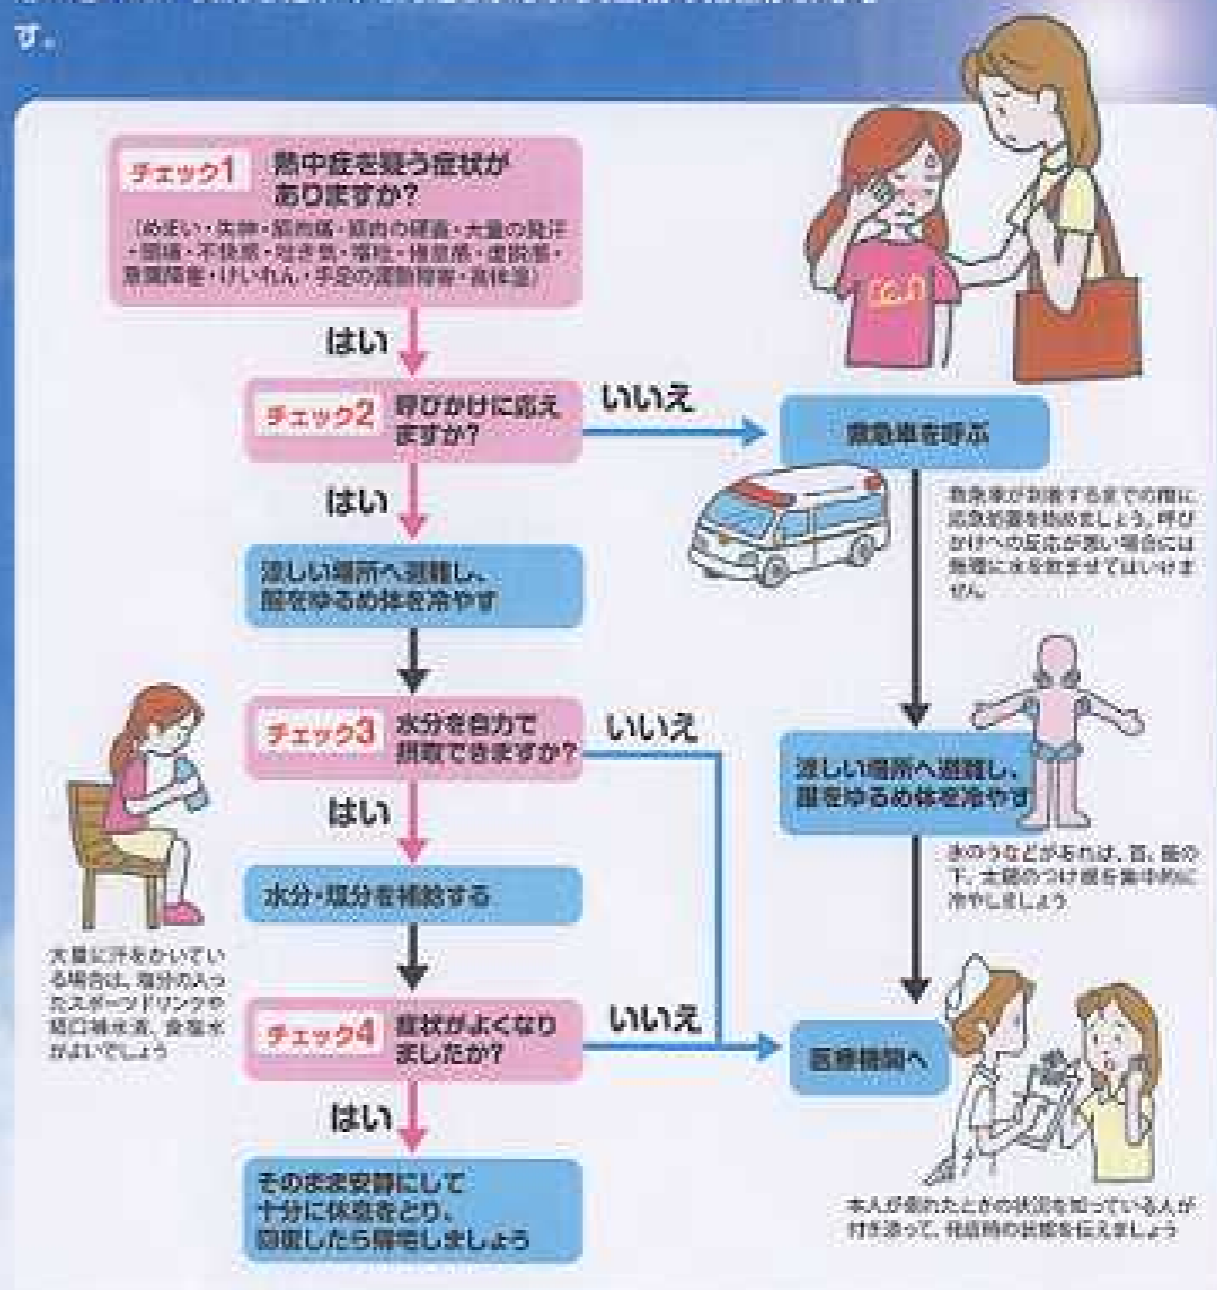 す。
チェック1
熱中症を疑う症状が
ありますか?
(めまい・失神・筋肉痛・筋肉の硬直・大量の発汗
・頭痛・不快感・吐き気・嘔吐・倦怠感・虚脱感・
意識障害・けいれん・手足の運動障害・高体温)
はい
チェック2
呼びかけに応え
ますか?
いいえ
救急車を呼ぶ
救急車が到着するまでの間に
応急処置を始めましょう。呼び
かけへの反応が悪い場合には
無理に水を飲ませてはいけま
せん
はい
涼しい場所へ避難し、
服をゆるめ体を冷やす
チェック3
水分を自力で
摂取できますか?
いいえ
涼しい場所へ避難し、
服をゆるめ体を冷やす
氷のうなどがあれば、首、腋の
下、太腿のつけ根を集中的に
冷やしましょう
はい
水分・塩分を補給する
大量に汗をかいてい
る場合は、塩分の入っ
たスポーツドリンクや
経口補水液、食塩水
がよいでしょう
チェック4
症状がよくなり
ましたか?
いいえ
医療機関へ
本人が倒れたときの状況を知っている人が
付き添って、発症時の状態を伝えましょう
はい
そのまま安静にして
十分に休息をとり、
回復したら帰宅しましょう